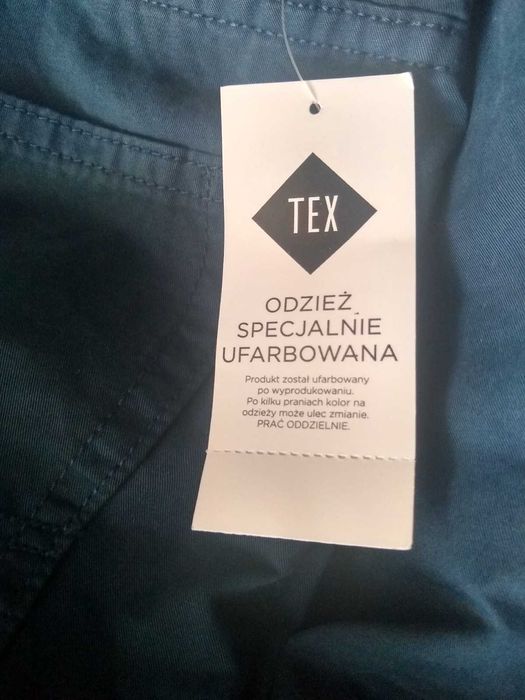 TEX
ODZIEŻ
SPECJALNIE
UFARBOWANA
Produkt został ufarbowany
po wyprodukowaniu.
Po kilku praniach kolor na
odzieży może ulec zmianie.
PRAĆ ODDZIELNIE.